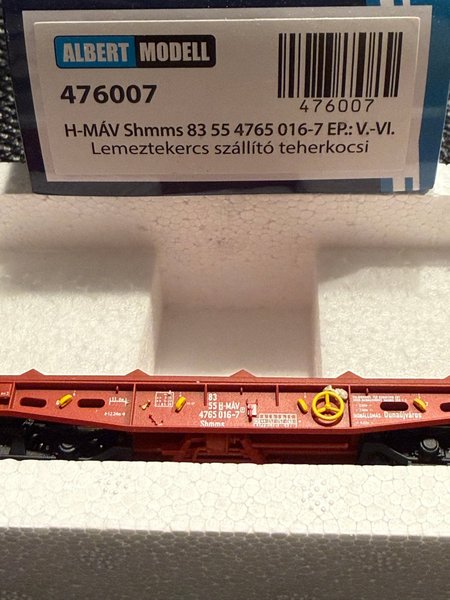 ALBERT MODELL
476007
476007
H-MÁV Shmms 83 55 4765 016-7 EP.: V.-VI.
Lemeztekercs szállító teherkocsi
83
55 H-MÁV
4765 016-7
Shmms
Dunaújváros